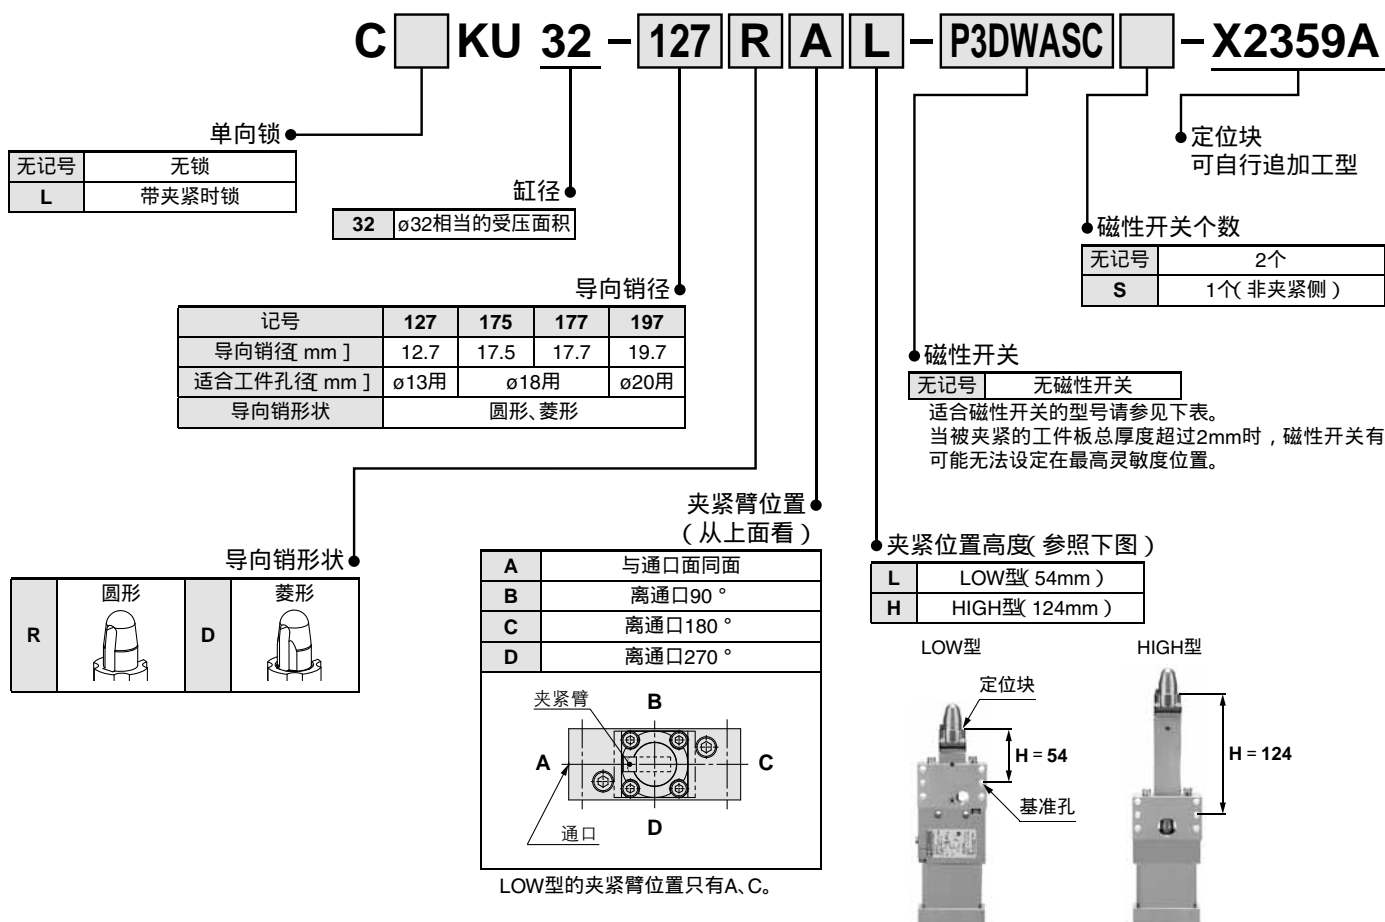 C KU 32 - 127 R A L - P3DWASC - X2359A
单向锁
无记号 无锁
L 带夹紧时锁
缸径
32 ø32相当的受压面积
定位块
可自行追加工型
磁性开关个数
无记号 2个
S 1个(非夹紧侧)
导向销径
记号 127 175 177 197
导向销径[mm] 12.7 17.5 17.7 19.7
适合工件孔径[mm] ø13用 ø18用 ø20用
导向销形状 圆形、菱形
磁性开关
无记号 无磁性开关
适合磁性开关的型号请参见下表。
当被夹紧的工件板总厚度超过2mm时,磁性开关有
可能无法设定在最高灵敏度位置。
导向销形状
R 圆形 D 菱形
夹紧臂位置
(从上面看)
A 与通口面同面
B 离通口90°
C 离通口180°
D 离通口270°
夹紧臂
B
A
C
D
通口
LOW型的夹紧臂位置只有A、C。
夹紧位置高度(参照下图)
L LOW型(54mm)
H HIGH型(124mm)
LOW型
HIGH型
定位块
H=54
基准孔
H=124